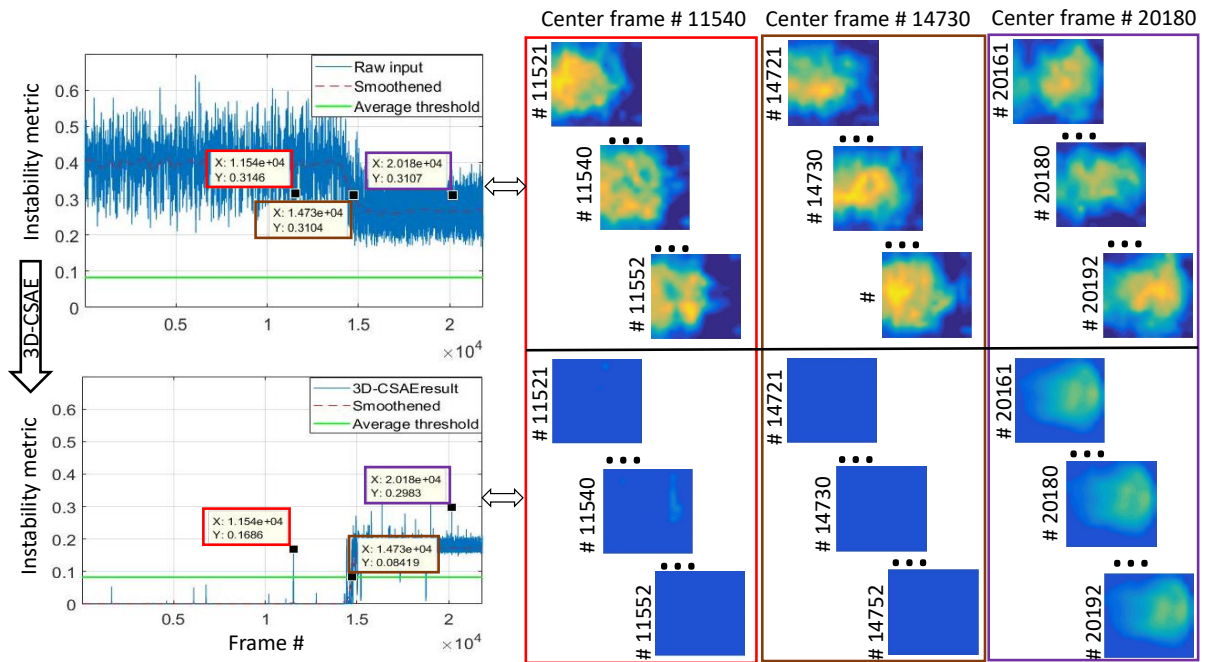 Center frame # 11540
Center frame # 14730
Center frame # 20180
Instability metric
0.6
0.5
0.4
0.3
0.2
0.1
0
Raw input
Smoothened
Average threshold
X: 1.154e+04
Y: 0.3146
X: 2.018e+04
Y: 0.3107
X: 1.473e+04
Y: 0.3104
0.5
1
1.5
2
×10^4
# 11521
# 11540
# 11552
# 14721
# 14730
#
# 20161
# 20180
# 20192
3D-CSAE
Instability metric
0.6
0.5
0.4
0.3
0.2
0.1
0
3D-CSAEresult
Smoothened
Average threshold
X: 2.018e+04
Y: 0.2983
X: 1.154e+04
Y: 0.1686
X: 1.473e+04
Y: 0.08419
0.5
1
1.5
2
Frame #
×10^4
# 11521
# 11540
# 11552
# 14721
# 14730
# 14752
# 20161
# 20180
# 20192